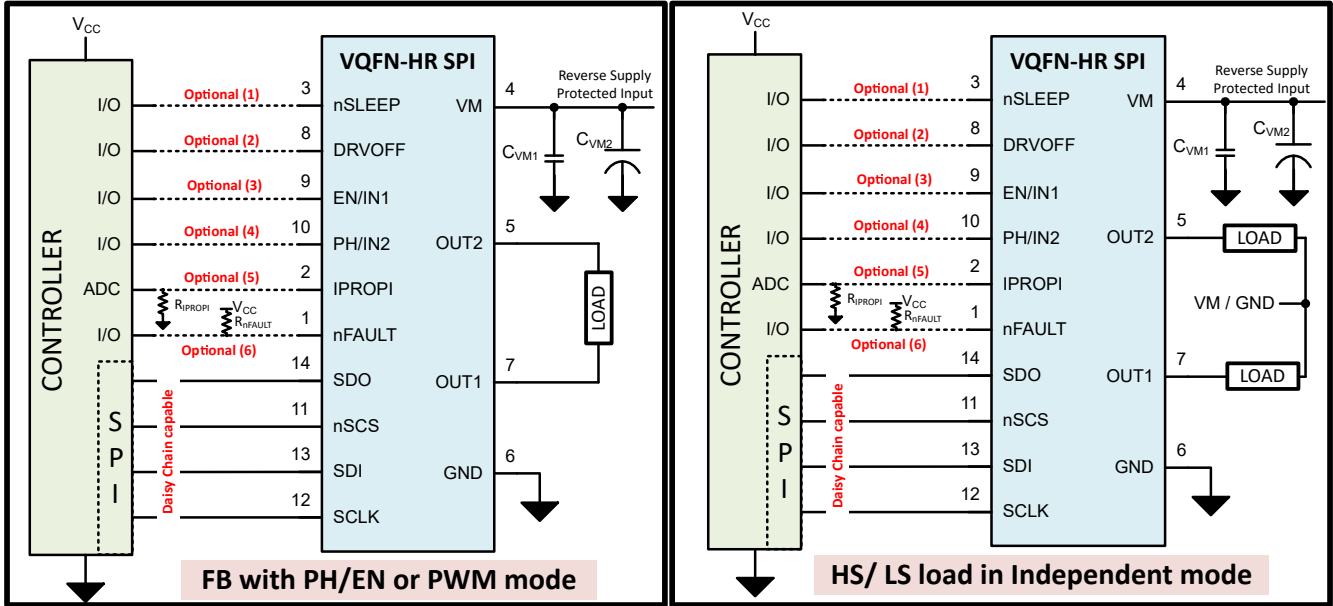 VCC
CONTROLLER
I/O
I/O
I/O
I/O
ADC
I/O
SPI
Optional (1)
Optional (2)
Optional (3)
Optional (4)
Optional (5)
RIPROPI
VCC
RnFAULT
Optional (6)
Daisy Chain capable
3
8
9
10
2
1
14
11
13
12
VQFN-HR SPI
nSLEEP
DRVOFF
EN/IN1
PH/IN2
IPROPI
nFAULT
SDO
nSCS
SDI
SCLK
VM
OUT2
OUT1
GND
4
5
7
6
Reverse Supply
Protected Input
CVM1
CVM2
LOAD
FB with PH/EN or PWM mode
VCC
CONTROLLER
I/O
I/O
I/O
I/O
ADC
I/O
SPI
Optional (1)
Optional (2)
Optional (3)
Optional (4)
Optional (5)
RIPROPI
VCC
RnFAULT
Optional (6)
Daisy Chain capable
3
8
9
10
2
1
14
11
13
12
VQFN-HR SPI
nSLEEP
DRVOFF
EN/IN1
PH/IN2
IPROPI
nFAULT
SDO
nSCS
SDI
SCLK
VM
OUT2
OUT1
GND
4
5
7
6
Reverse Supply
Protected Input
CVM1
CVM2
LOAD
VM / GND
LOAD
HS/ LS load in Independent mode